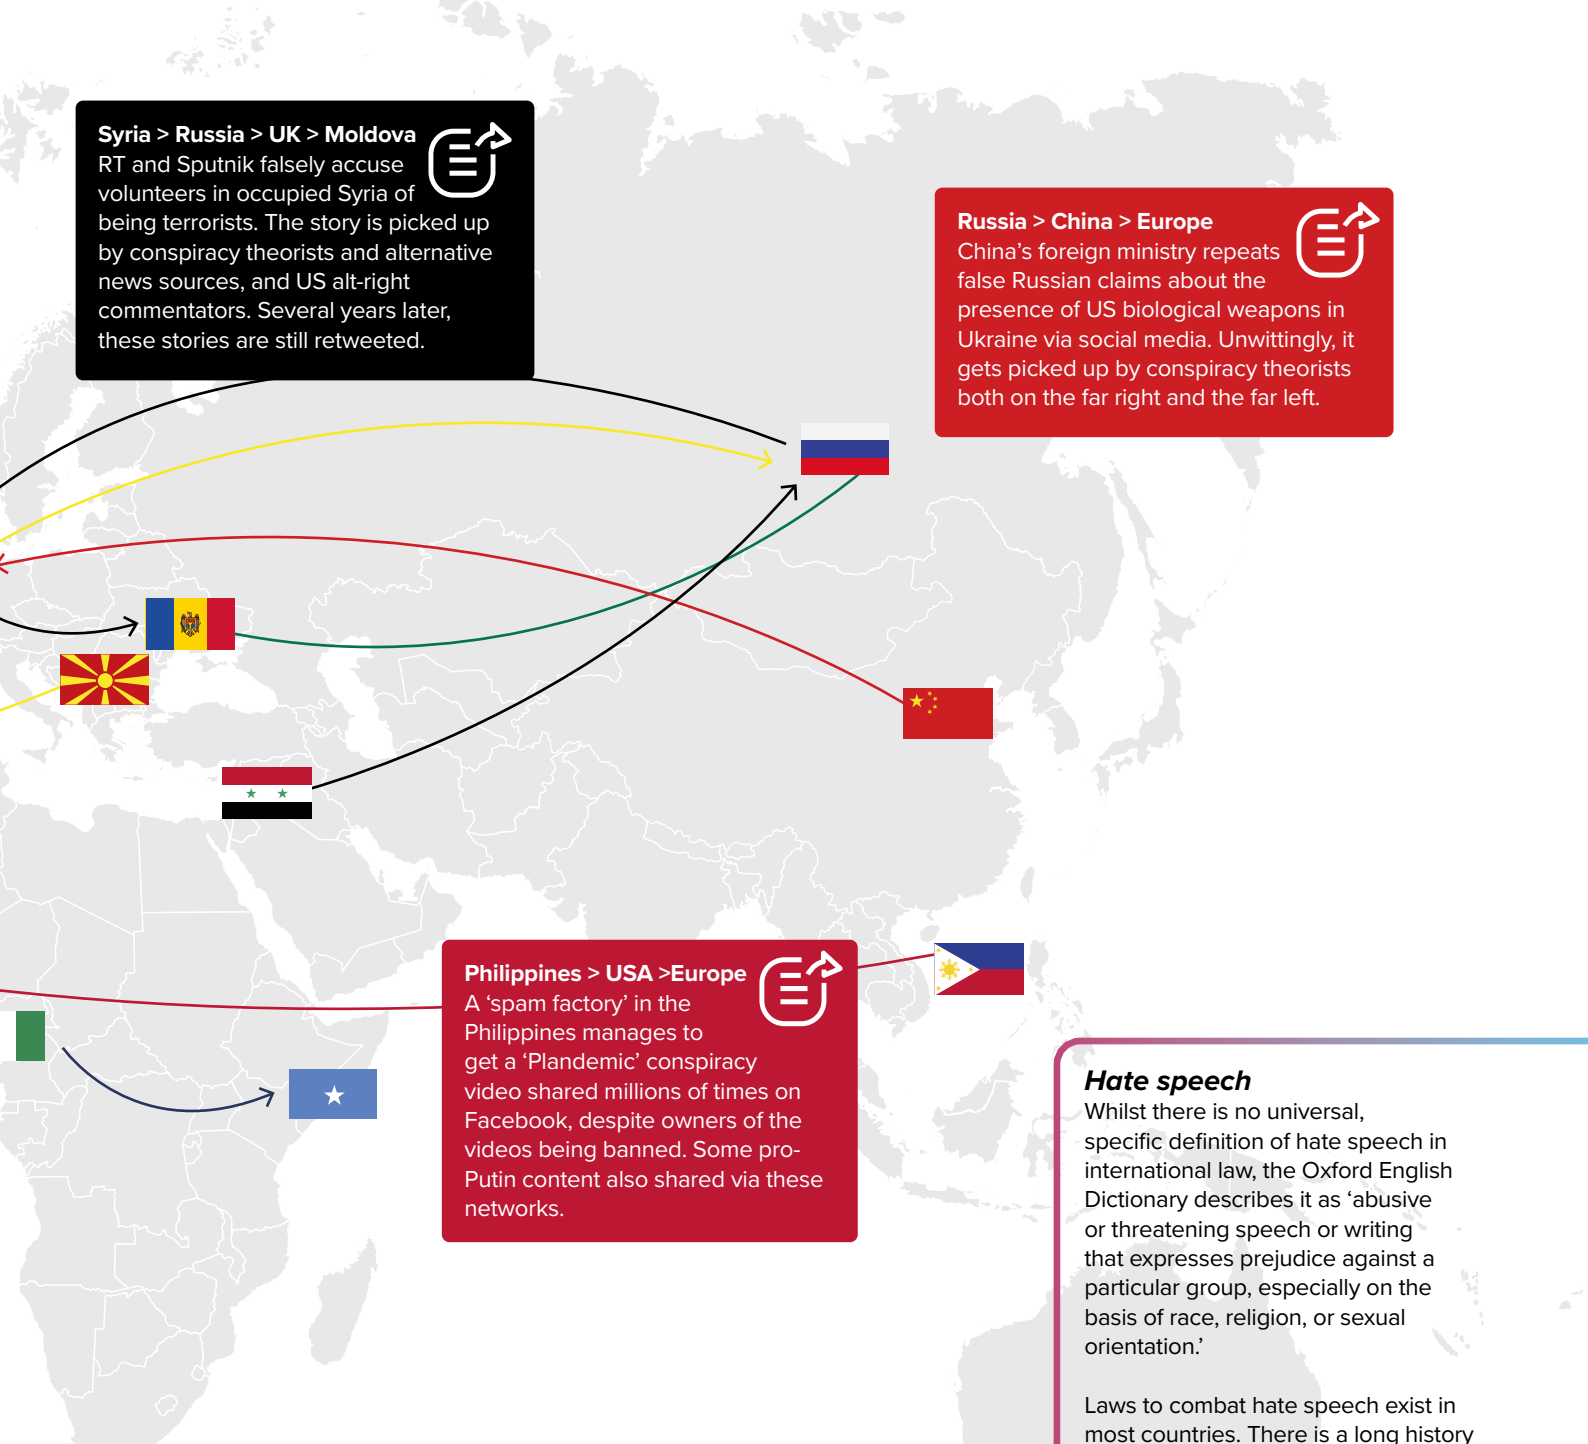 Syria > Russia > UK > Moldova
RT and Sputnik falsely accuse
volunteers in occupied Syria of
being terrorists. The story is picked up
by conspiracy theorists and alternative
news sources, and US alt-right
commentators. Several years later,
these stories are still retweeted.
Russia > China > Europe
China’s foreign ministry repeats
false Russian claims about the
presence of US biological weapons in
Ukraine via social media. Unwittingly, it
gets picked up by conspiracy theorists
both on the far right and the far left.
Philippines > USA >Europe
A ‘spam factory’ in the
Philippines manages to
get a ‘Plandemic’ conspiracy
video shared millions of times on
Facebook, despite owners of the
videos being banned. Some pro-
Putin content also shared via these
networks.
Hate speech
Whilst there is no universal,
specific definition of hate speech in
international law, the Oxford English
Dictionary describes it as ‘abusive
or threatening speech or writing
that expresses prejudice against a
particular group, especially on the
basis of race, religion, or sexual
orientation.’
Laws to combat hate speech exist in
most countries. There is a long history